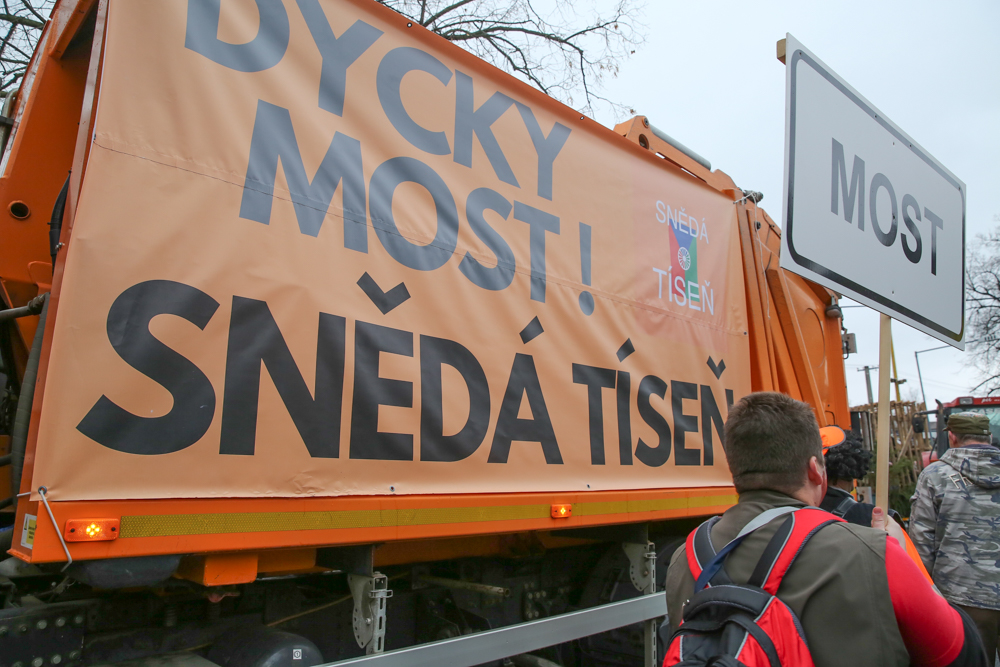 DYCKY
MOST!
SNĚDÁ TÍSEŇ
SNĚDÁ
TÍSEŇ
MOST